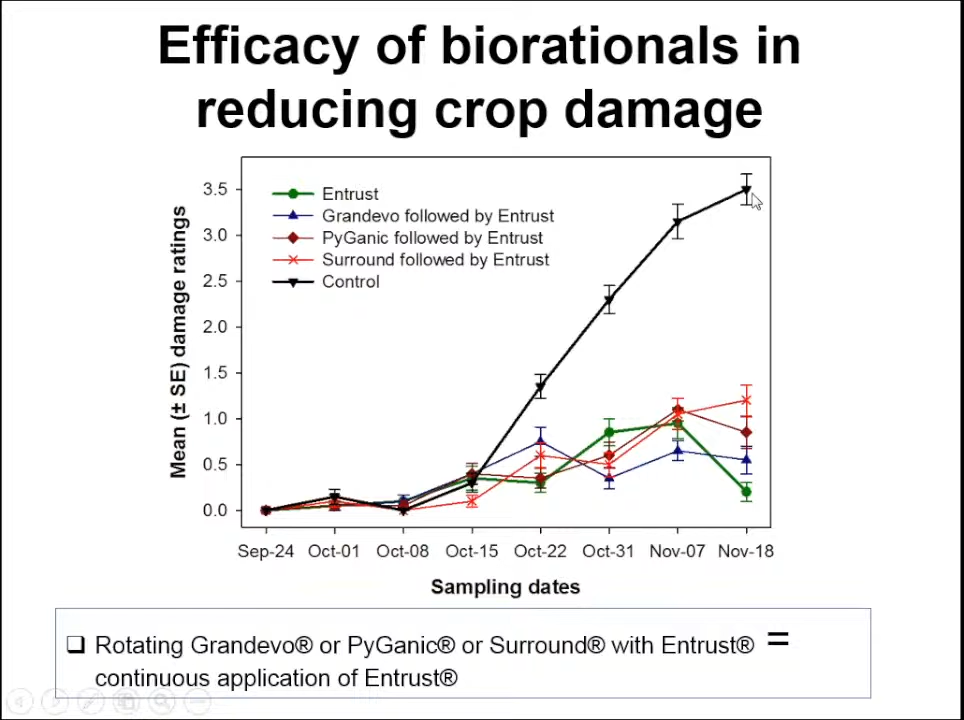 Efficacy of biorationals in
reducing crop damage
Mean (± SE) damage ratings
3.5
3.0
2.5
2.0
1.5
1.0
0.5
0.0
Entrust
Grandevo followed by Entrust
PyGanic followed by Entrust
Surround followed by Entrust
Control
Sep-24 Oct-01 Oct-08 Oct-15 Oct-22 Oct-31 Nov-07 Nov-18
Sampling dates
❑ Rotating Grandevo® or PyGanic® or Surround® with Entrust® =
continuous application of Entrust®